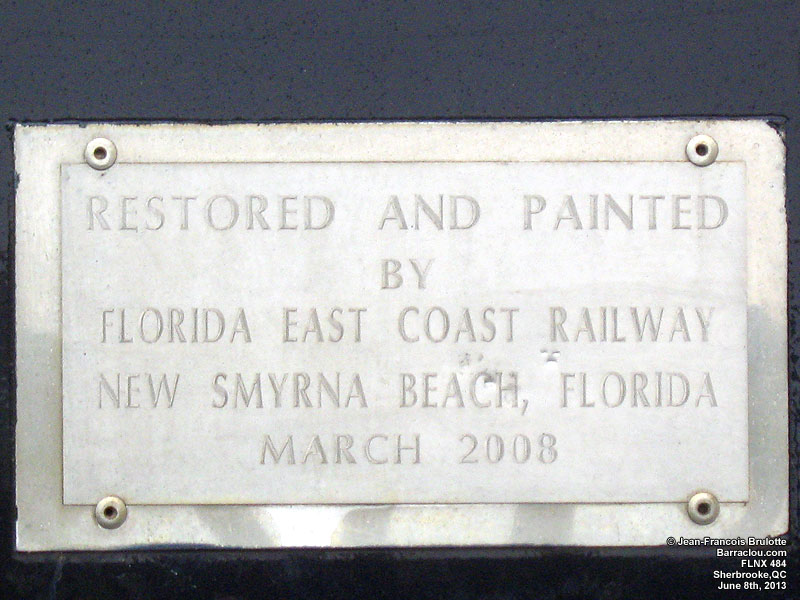 RESTORED AND PAINTED
BY
FLORIDA EAST COAST RAILWAY
NEW SMYRNA BEACH, FLORIDA
MARCH 2008
© Jean-Francois Brulotte
Barraclou.com
FLNX 484
Sherbrooke,QC
June 8th, 2013